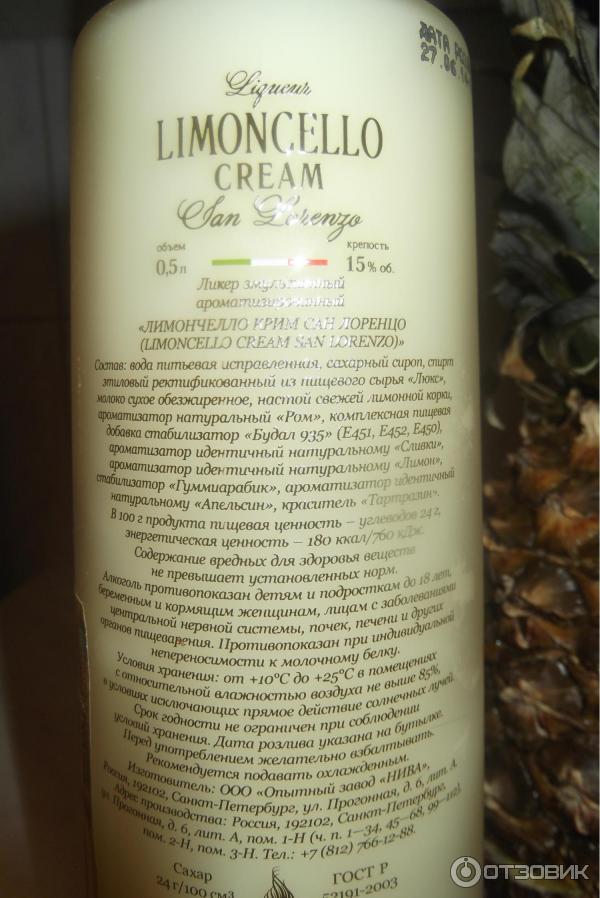 ДАТА
27.06
Liqueur
LIMONCELLO
CREAM
San Lorenzo
объем
0,5 л
крепость
15% об.
Ликер эмульсионный
ароматизированный
«ЛИМОНЧЕЛЛО КРИМ САН ЛОРЕНЦО
(LIMONCELLO CREAM SAN LORENZO)»
Состав: вода питьевая исправленная, сахарный сироп, спирт
этиловый ректификованный из пищевого сырья «Люкс»,
молоко сухое обезжиренное, настой свежей лимонной корки,
ароматизатор натуральный «Ром», комплексная пищевая
добавка стабилизатор «Будал 935» (E451, E452, E450),
ароматизатор идентичный натуральному «Сливки»,
ароматизатор идентичный натуральному «Лимон»,
стабилизатор «Гуммиарабик», ароматизатор идентичный
натуральному «Апельсин», краситель «Тартразин».
В 100 г продукта пищевая ценность – углеводов 24 г,
энергетическая ценность – 180 ккал/760 кДж.
Содержание вредных для здоровья веществ
не превышает установленных норм.
Алкоголь противопоказан детям и подросткам до 18 лет,
беременным и кормящим женщинам, лицам с заболеваниями
центральной нервной системы, почек, печени и других
органов пищеварения. Противопоказан при индивидуальной
непереносимости к молочному белку.
Условия хранения: от +10°С до +25°С в помещениях
с относительной влажностью воздуха не выше 85%,
в условиях исключающих прямое действие солнечных лучей.
Срок годности не ограничен при соблюдении
условий хранения. Дата розлива указана на бутылке.
Перед употреблением желательно взбалтывать.
Рекомендуется подавать охлажденным.
Изготовитель: ООО «Опытный завод «НИВА»,
Россия, 192102, Санкт-Петербург, ул. Прогонная, д. 6, лит. А.
Адрес производства: Россия, 192102, Санкт-Петербург,
ул. Прогонная, д. 6, лит. А, пом. 1-Н (ч. п. 1–34, 45–68, 99–112),
пом. 2-Н, пом. 3-Н. Тел.: +7 (812) 766-12-88.
Сахар
24 г/100 см3
ГОСТ Р
52191-2003
ОТЗОВИК